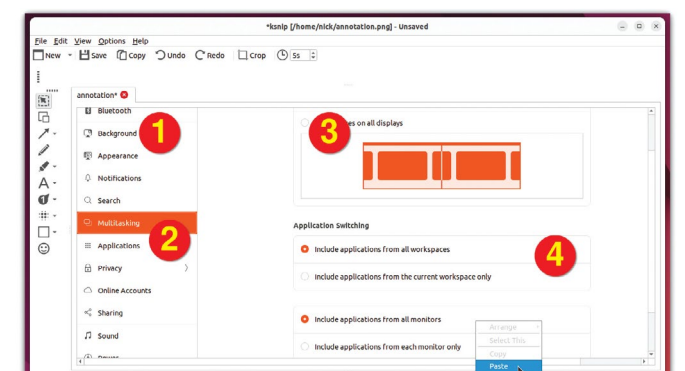 *ksnip [/home/nick/annotation.png] - Unsaved
File Edit View Options Help
New Save Copy Undo Redo Crop 5s
annotation*
Bluetooth
1
3
es on all displays
Background
Appearance
Notifications
Search
Multitasking
Application Switching
2
Applications
Include applications from all workspaces
4
Privacy
Include applications from the current workspace only
Online Accounts
Sharing
Include applications from all monitors
Arrange
Sound
Select This
Include applications from each monitor only
Copy
Power
Paste